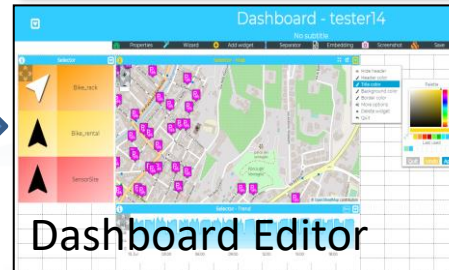 Dashboard - tester14
No subtitle
Properties Wizard Add widget Separator Embedding Screenshot Save
Selector
Selector - Map
Bike_rack
Bike_rental
SensorSite
Hide header
Header color
Title color
Background color
Border color
More options
Delete widget
Quit
Palette
Quit
Selector - Trend
Dashboard Editor